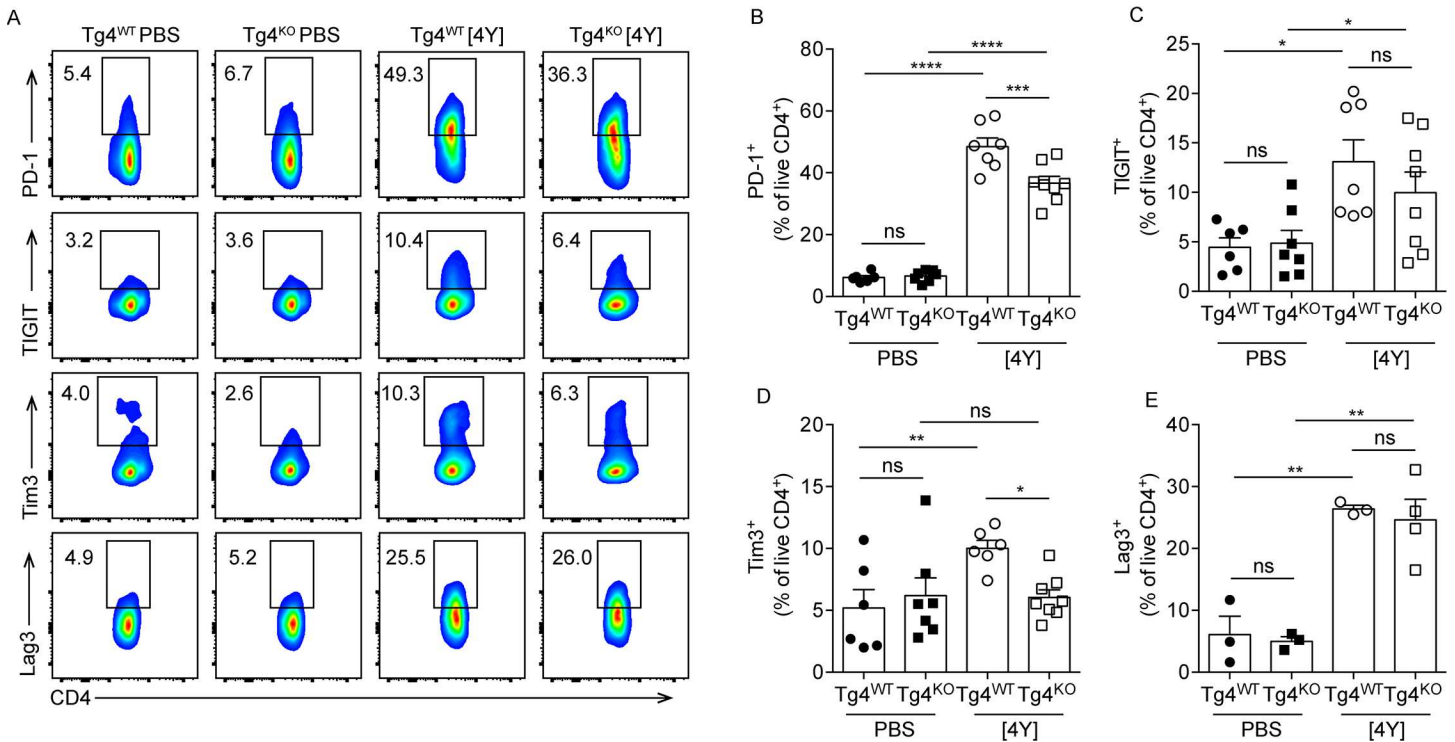 A
Tg4WT PBS Tg4KO PBS Tg4WT [4Y] Tg4KO [4Y]
5.4 6.7 49.3 36.3
PD-1
3.2 3.6 10.4 6.4
TIGIT
4.0 2.6 10.3 6.3
Tim3
4.9 5.2 25.5 26.0
Lag3
CD4
B
****
****
***
ns
80
60
40
20
0
PD-1+
(% of live CD4+)
Tg4WT Tg4KO Tg4WT Tg4KO
PBS [4Y]
C
*
*
ns
ns
25
20
15
10
5
0
TIGIT+
(% of live CD4+)
Tg4WT Tg4KO Tg4WT Tg4KO
PBS [4Y]
D
ns
**
ns
*
20
15
10
5
0
Tim3+
(% of live CD4+)
Tg4WT Tg4KO Tg4WT Tg4KO
PBS [4Y]
E
**
ns
**
ns
40
30
20
10
0
Lag3+
(% of live CD4+)
Tg4WT Tg4KO Tg4WT Tg4KO
PBS [4Y]